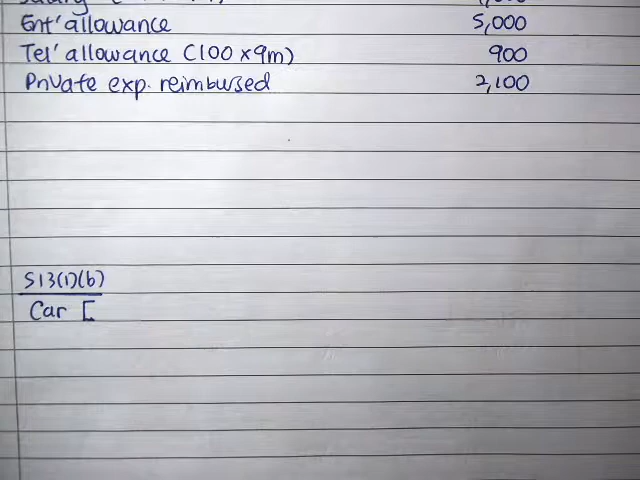 Ent' allowance 5,000
Tel' allowance (100 x 9m) 900
Private exp. reimbursed 2,100
S13(1)(b)
Car [